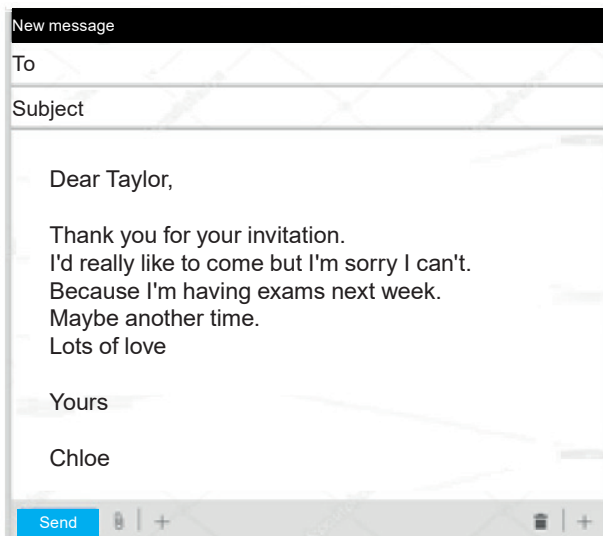 New message
To
Subject
Dear Taylor,
Thank you for your invitation.
I'd really like to come but I'm sorry I can't.
Because I'm having exams next week.
Maybe another time.
Lots of love
Yours
Chloe
Send